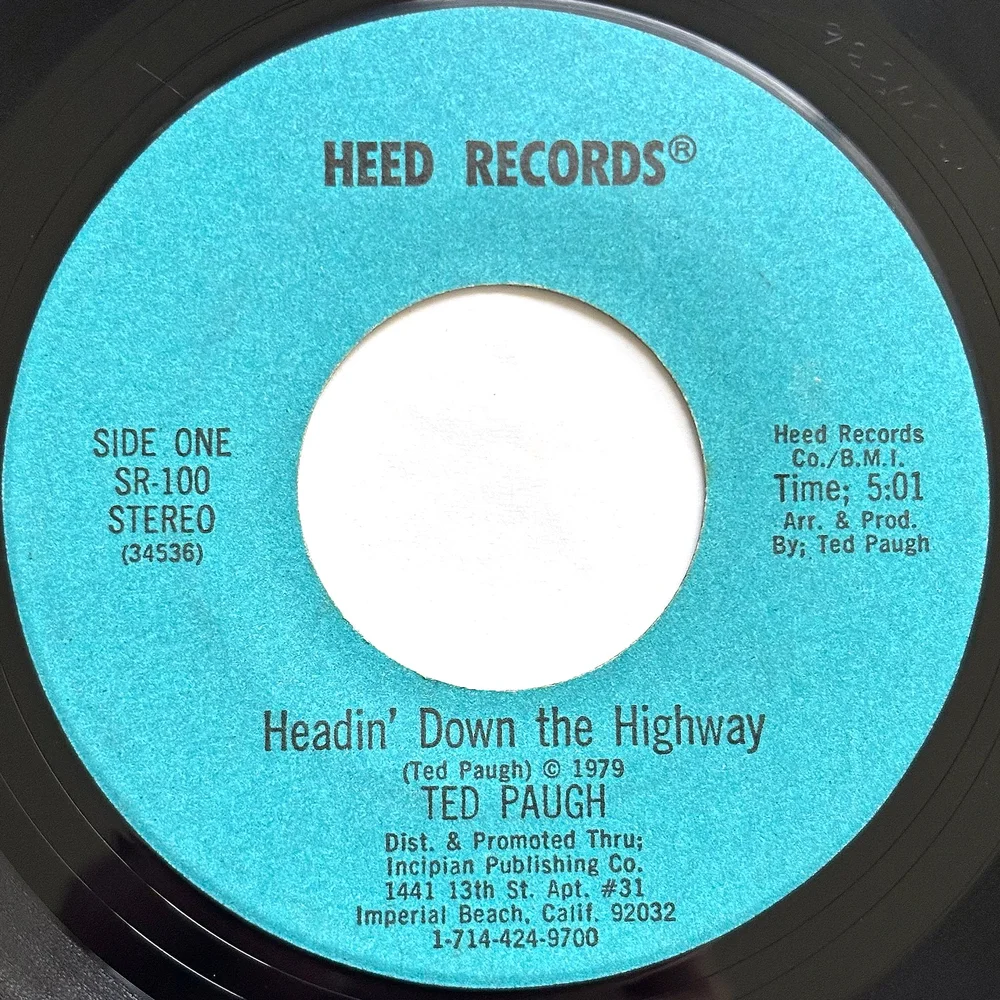 HEED RECORDS®
SIDE ONE
SR-100
STEREO
(34536)
Heed Records
Co./B.M.I.
Time; 5:01
Arr. & Prod.
By; Ted Paugh
Headin' Down the Highway
(Ted Paugh) © 1979
TED PAUGH
Dist. & Promoted Thru;
Incipian Publishing Co.
1441 13th St. Apt. #31
Imperial Beach, Calif. 92032
1-714-424-9700